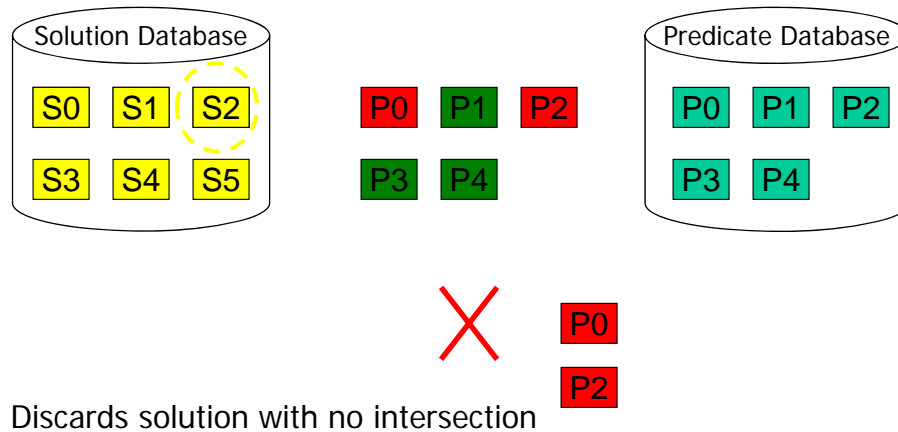 Solution Database
Predicate Database
S0 S1 S2
P0 P1 P2
P0 P1 P2
S3 S4 S5
P3 P4
P3 P4
P0
P2
Discards solution with no intersection